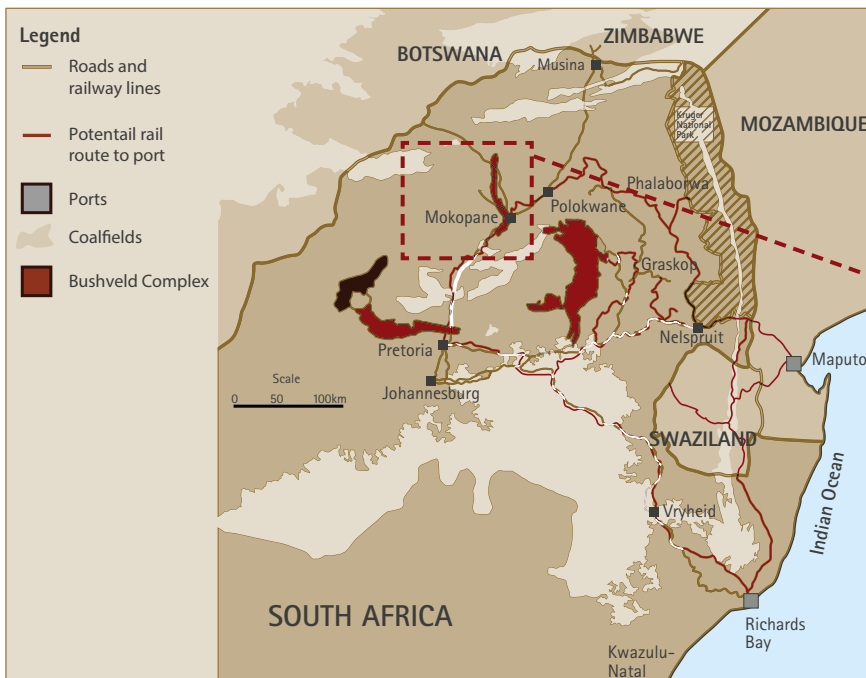 Legend
Roads and
railway lines
Potentail rail
route to port
Ports
Coalfields
Bushveld Complex
BOTSWANA
ZIMBABWE
Musina
Kruger
National
Park
MOZAMBIQUE
Phalaborwa
Polokwane
Mokopane
Graskop
Nelspruit
Pretoria
Maputo
Scale
0 50 100km
Johannesburg
SWAZILAND
Indian Ocean
Vryheid
SOUTH AFRICA
Richards
Bay
Kwazulu-
Natal